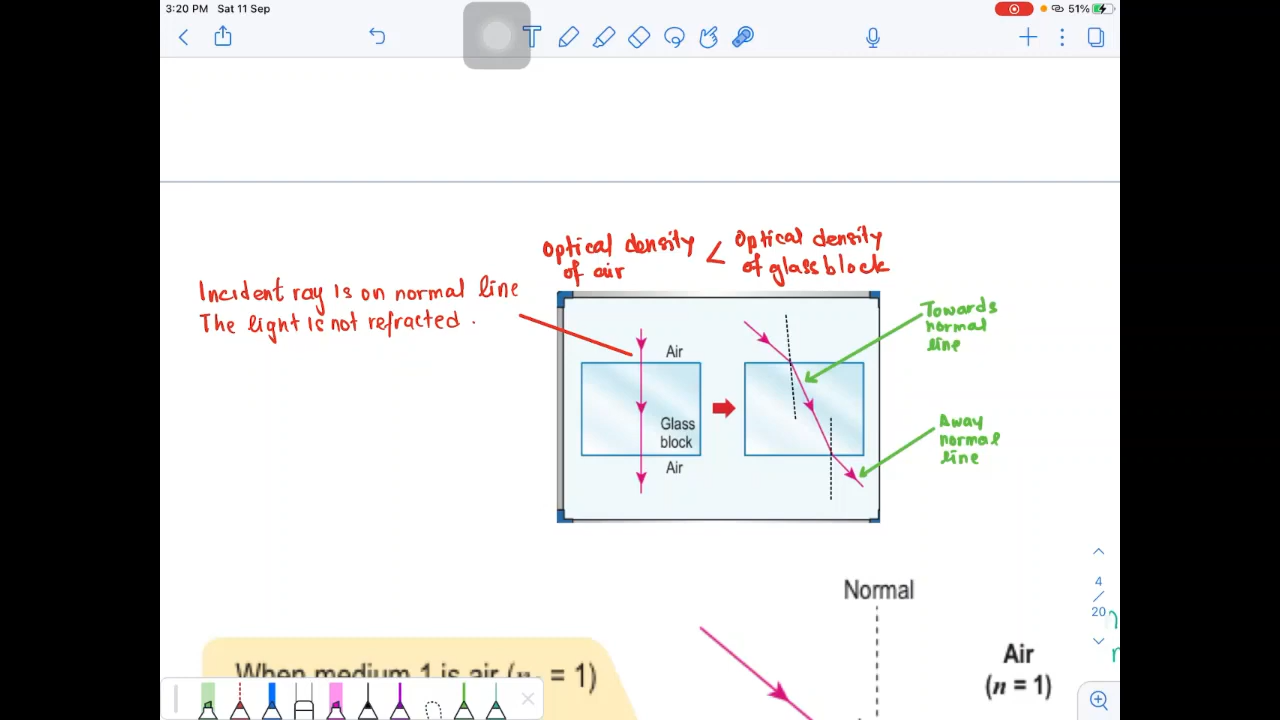 3:20 PM Sat 11 Sep
51%
T
Optical density < Optical density
of air of glass block
Incident ray is on normal line
The light is not refracted .
Towards
normal
line
Air
Glass
block
Air
Away
normal
line
4
/
20
Normal
Air
(n = 1)
When medium 1 is air (n = 1)